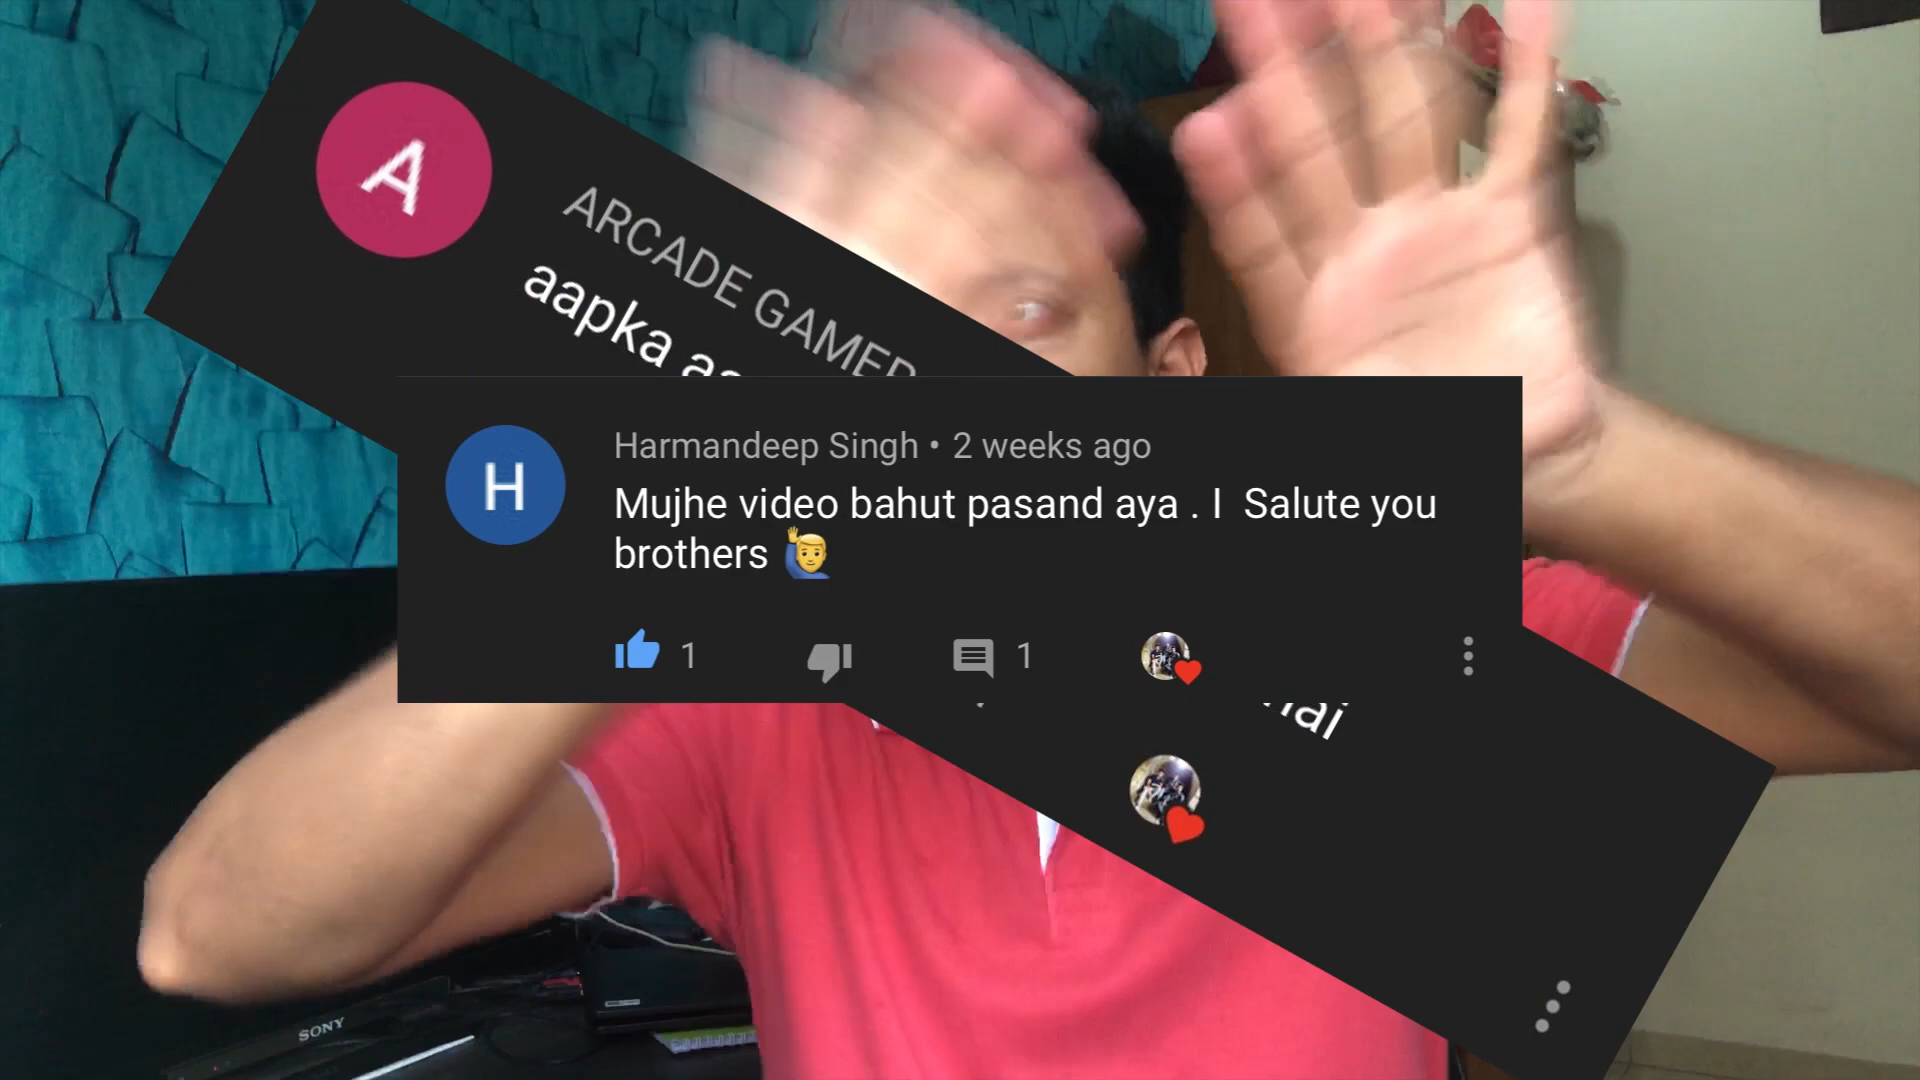 A
ARCADE GAMER
aapka
H
Harmandeep Singh • 2 weeks ago
Mujhe video bahut pasand aya . I Salute you
brothers 🙋‍♂️
1
1
SONY